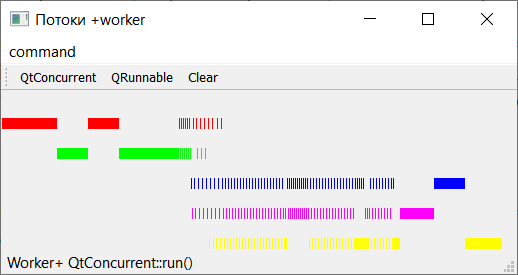 Потоки +worker
command
QtConcurrent QRunnable Clear
Worker+ QtConcurrent::run()